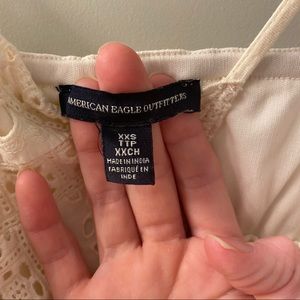 AMERICAN EAGLE OUTFITTERS
XXS
TTP
XXCH
MADE IN INDIA
FABRIQUÉ EN
INDE